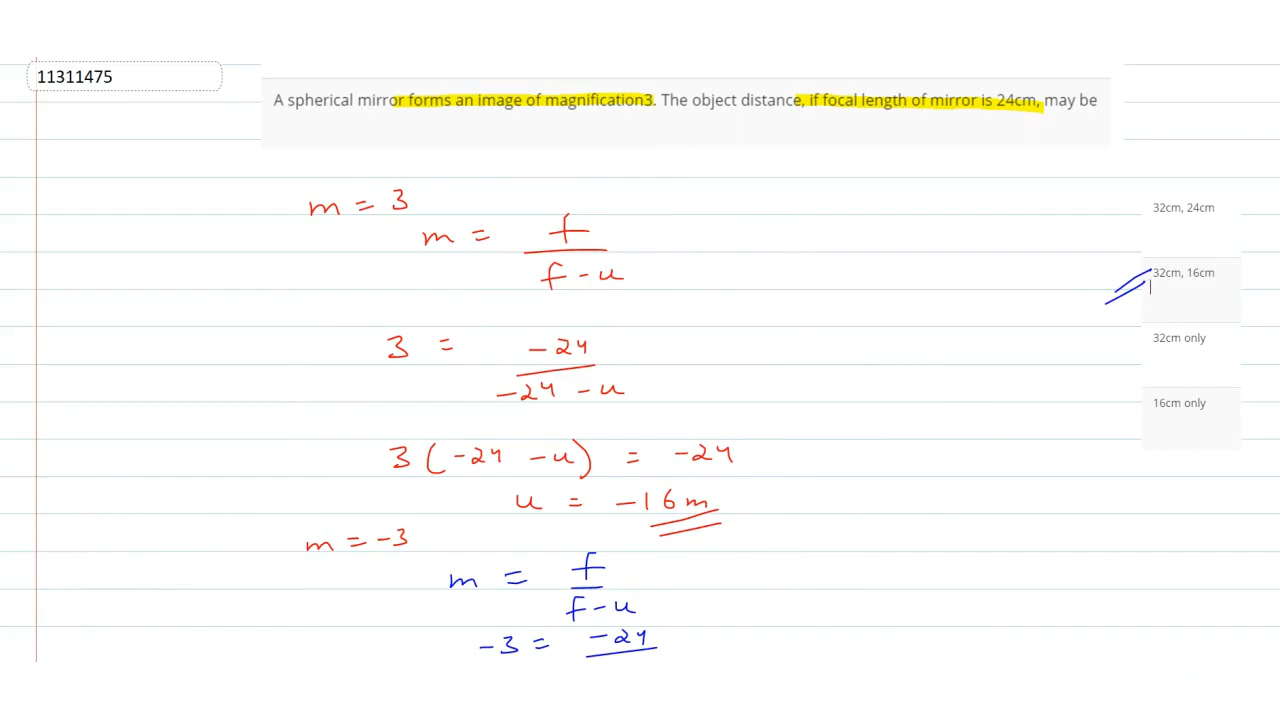 11311475
A spherical mirror forms an image of magnification3. The object distance, if focal length of mirror is 24cm, may be
m = 3
m = f / f - u
32cm, 24cm
32cm, 16cm
32cm only
16cm only
3 = -24 / -24 - u
3 (-24 - u) = -24
u = -16m
m = -3
m = f / f - u
-3 = -24